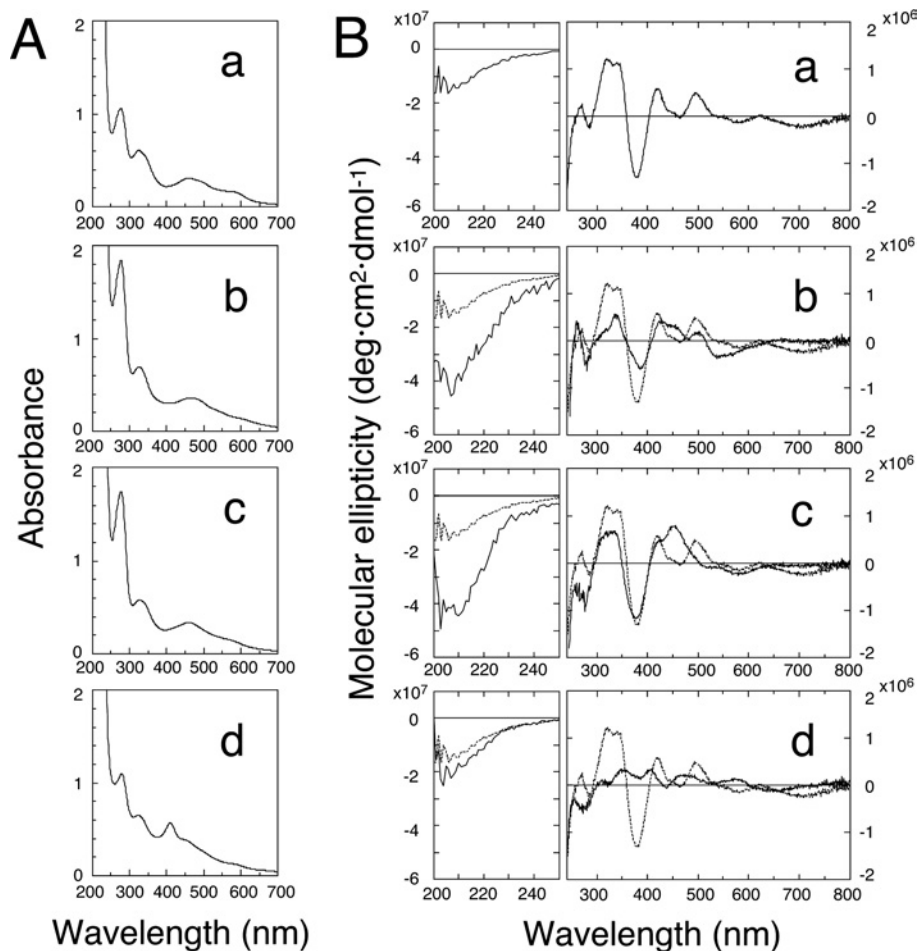 A
B
Absorbance
Wavelength (nm)
Molecular ellipticity (deg·cm²·dmol⁻¹)
Wavelength (nm)
a
2
1
0
200 300 400 500 600 700
b
2
1
0
200 300 400 500 600 700
c
2
1
0
200 300 400 500 600 700
d
2
1
0
200 300 400 500 600 700
x10⁷
0
-2
-4
-6
200 220 240
a
x10⁶
2
1
0
-1
-2
300 400 500 600 700 800
x10⁷
0
-2
-4
-6
200 220 240
b
x10⁶
2
1
0
-1
-2
300 400 500 600 700 800
x10⁷
0
-2
-4
-6
200 220 240
c
x10⁶
2
1
0
-1
-2
300 400 500 600 700 800
x10⁷
0
-2
-4
-6
200 220 240
d
x10⁶
2
1
0
-1
-2
300 400 500 600 700 800